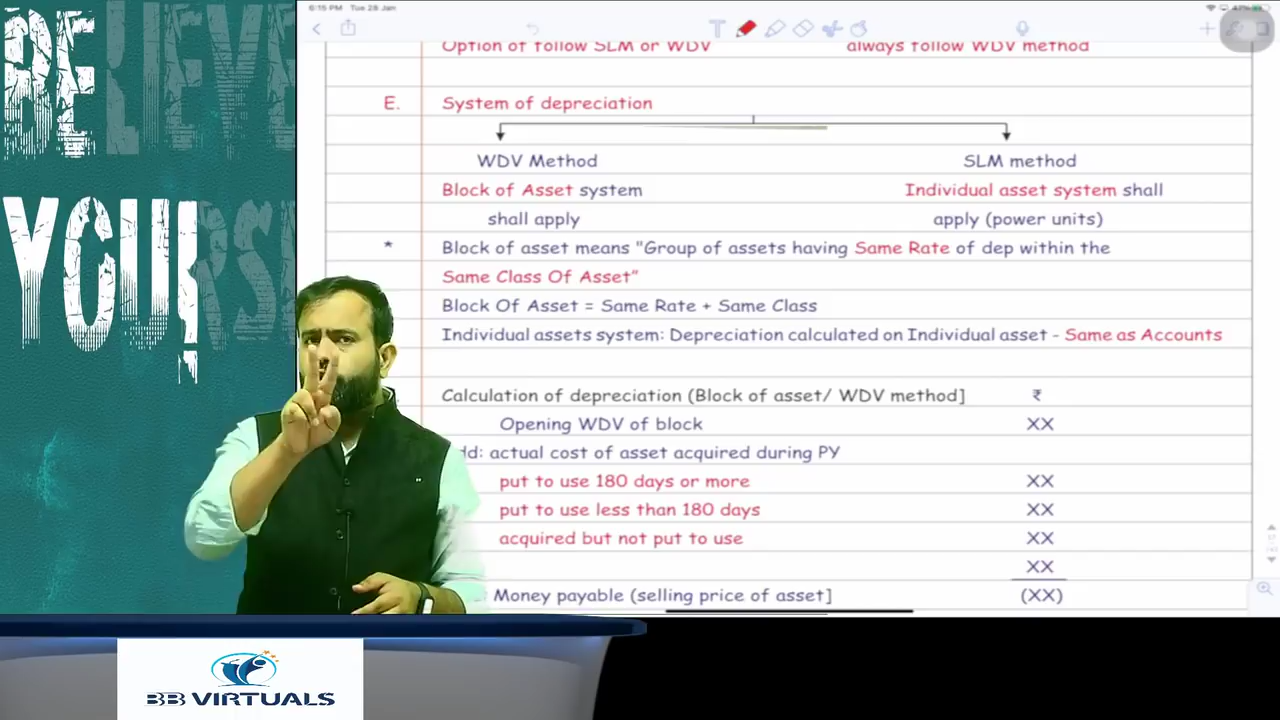 BELIEVE
YOURS
6:15 PM Tue 28 Jan
Option of follow SLM or WDV always follow WDV method
E. System of depreciation
WDV Method SLM method
Block of Asset system Individual asset system shall
shall apply apply (power units)
* Block of asset means "Group of assets having Same Rate of dep within the
Same Class Of Asset"
Block Of Asset = Same Rate + Same Class
Individual assets system: Depreciation calculated on Individual asset - Same as Accounts
Calculation of depreciation (Block of asset/ WDV method] ₹
Opening WDV of block XX
dd: actual cost of asset acquired during PY
put to use 180 days or more XX
put to use less than 180 days XX
acquired but not put to use XX
XX
Money payable (selling price of asset] (XX)
BB VIRTUALS